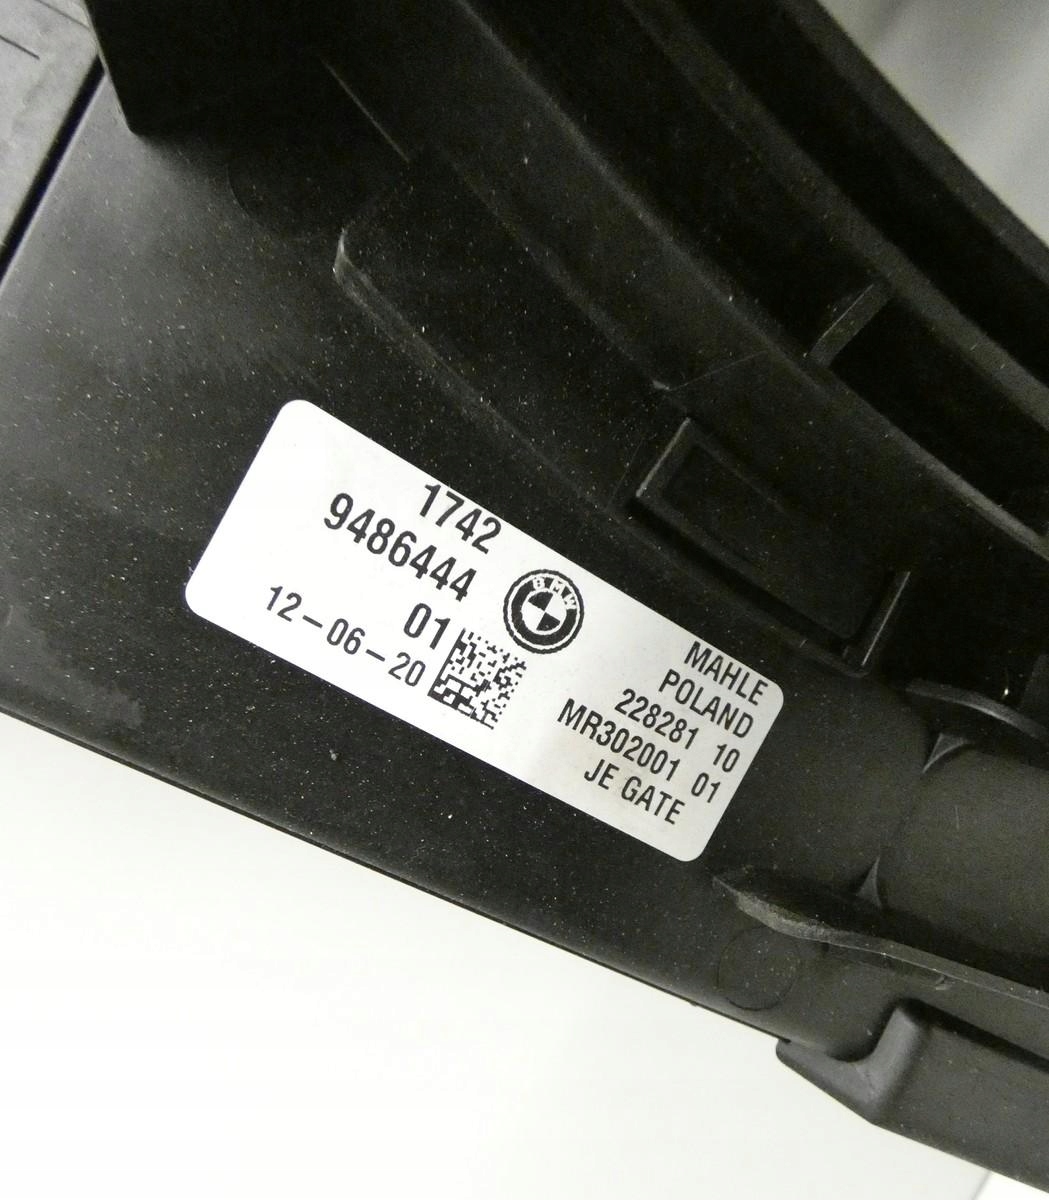 1742
9486444
01
12-06-20
BMW
MAHLE
POLAND
228281 10
MR302001 01
JE GATE